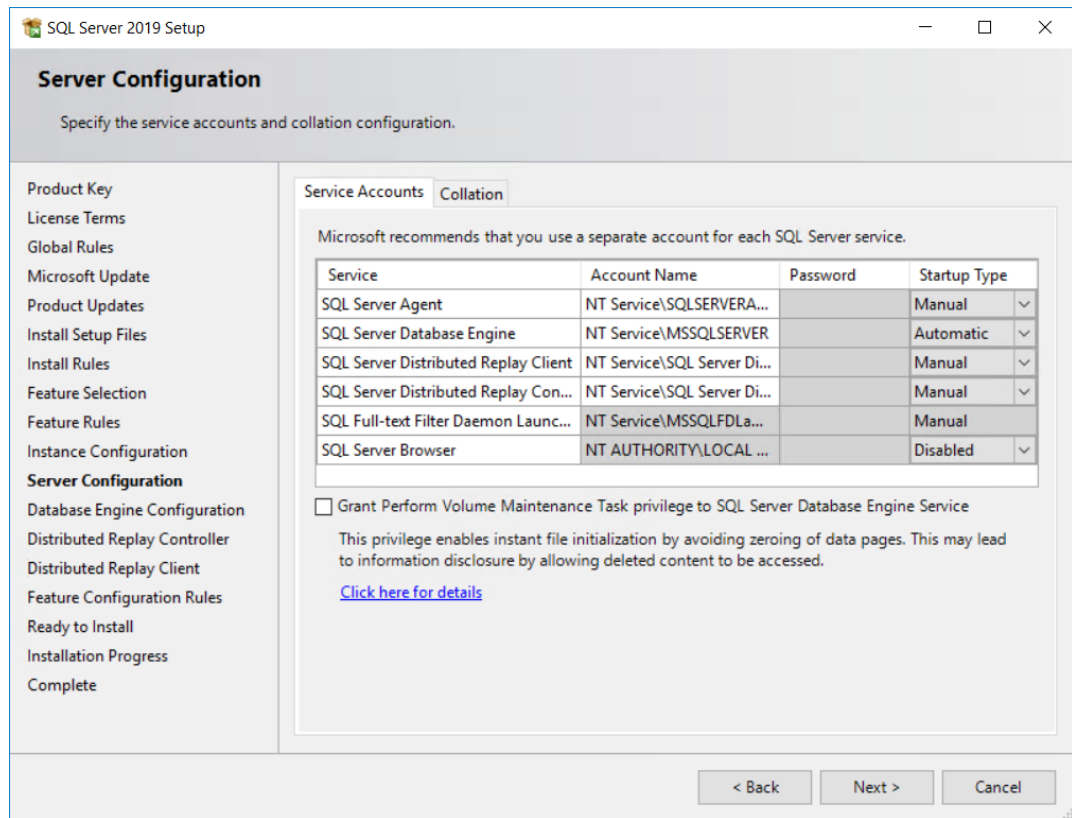 SQL Server 2019 Setup
Server Configuration
Specify the service accounts and collation configuration.
Product Key
License Terms
Global Rules
Microsoft Update
Product Updates
Install Setup Files
Install Rules
Feature Selection
Feature Rules
Instance Configuration
Server Configuration
Database Engine Configuration
Distributed Replay Controller
Distributed Replay Client
Feature Configuration Rules
Ready to Install
Installation Progress
Complete
Service Accounts Collation
Microsoft recommends that you use a separate account for each SQL Server service.
Service Account Name Password Startup Type
SQL Server Agent NT Service\SQLSERVERA... Manual
SQL Server Database Engine NT Service\MSSQLSERVER Automatic
SQL Server Distributed Replay Client NT Service\SQL Server Di... Manual
SQL Server Distributed Replay Con... NT Service\SQL Server Di... Manual
SQL Full-text Filter Daemon Launc... NT Service\MSSQLFDLa... Manual
SQL Server Browser NT AUTHORITY\LOCAL ... Disabled
Grant Perform Volume Maintenance Task privilege to SQL Server Database Engine Service
This privilege enables instant file initialization by avoiding zeroing of data pages. This may lead
to information disclosure by allowing deleted content to be accessed.
Click here for details
< Back Next > Cancel